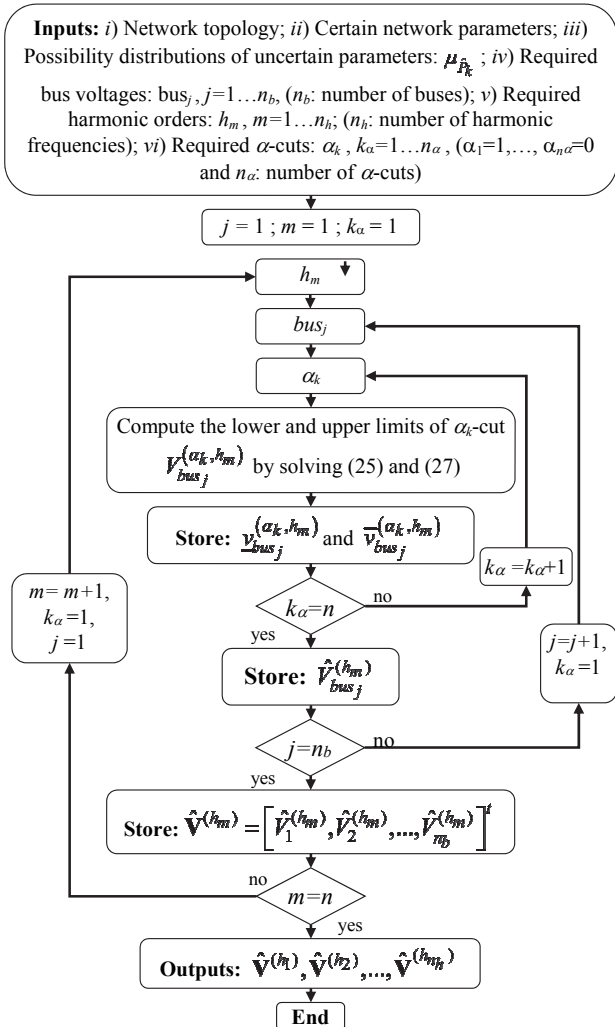 Inputs: i) Network topology; ii) Certain network parameters; iii)
Possibility distributions of uncertain parameters: μ_{P̂_k} ; iv) Required
bus voltages: bus_j, j=1…n_b, (n_b: number of buses); v) Required
harmonic orders: h_m , m=1…n_h; (n_h: number of harmonic
frequencies); vi) Required α-cuts: α_k , k_α=1…n_α , (α_1=1,…, α_{nα}=0
and n_α: number of α-cuts)
j = 1 ; m = 1 ; k_α = 1
h_m
bus_j
α_k
Compute the lower and upper limits of α_k-cut
V_{bus_j}^{(α_k, h_m)} by solving (25) and (27)
Store: \underline{v}_{bus_j}^{(α_k, h_m)} and \overline{v}_{bus_j}^{(α_k, h_m)}
k_α =k_α+1
k_α=n
no
yes
m= m+1,
k_α=1,
j =1
j=j+1,
k_α=1
Store: V̂_{bus_j}^{(h_m)}
j=n_b
no
yes
Store: V̂^{(h_m)} = [V̂_1^{(h_m)}, V̂_2^{(h_m)}, ..., V̂_{n_b}^{(h_m)}]^t
no
m=n
yes
Outputs: V̂^{(h_1)}, V̂^{(h_2)}, ..., V̂^{(h_{n_h})}
End